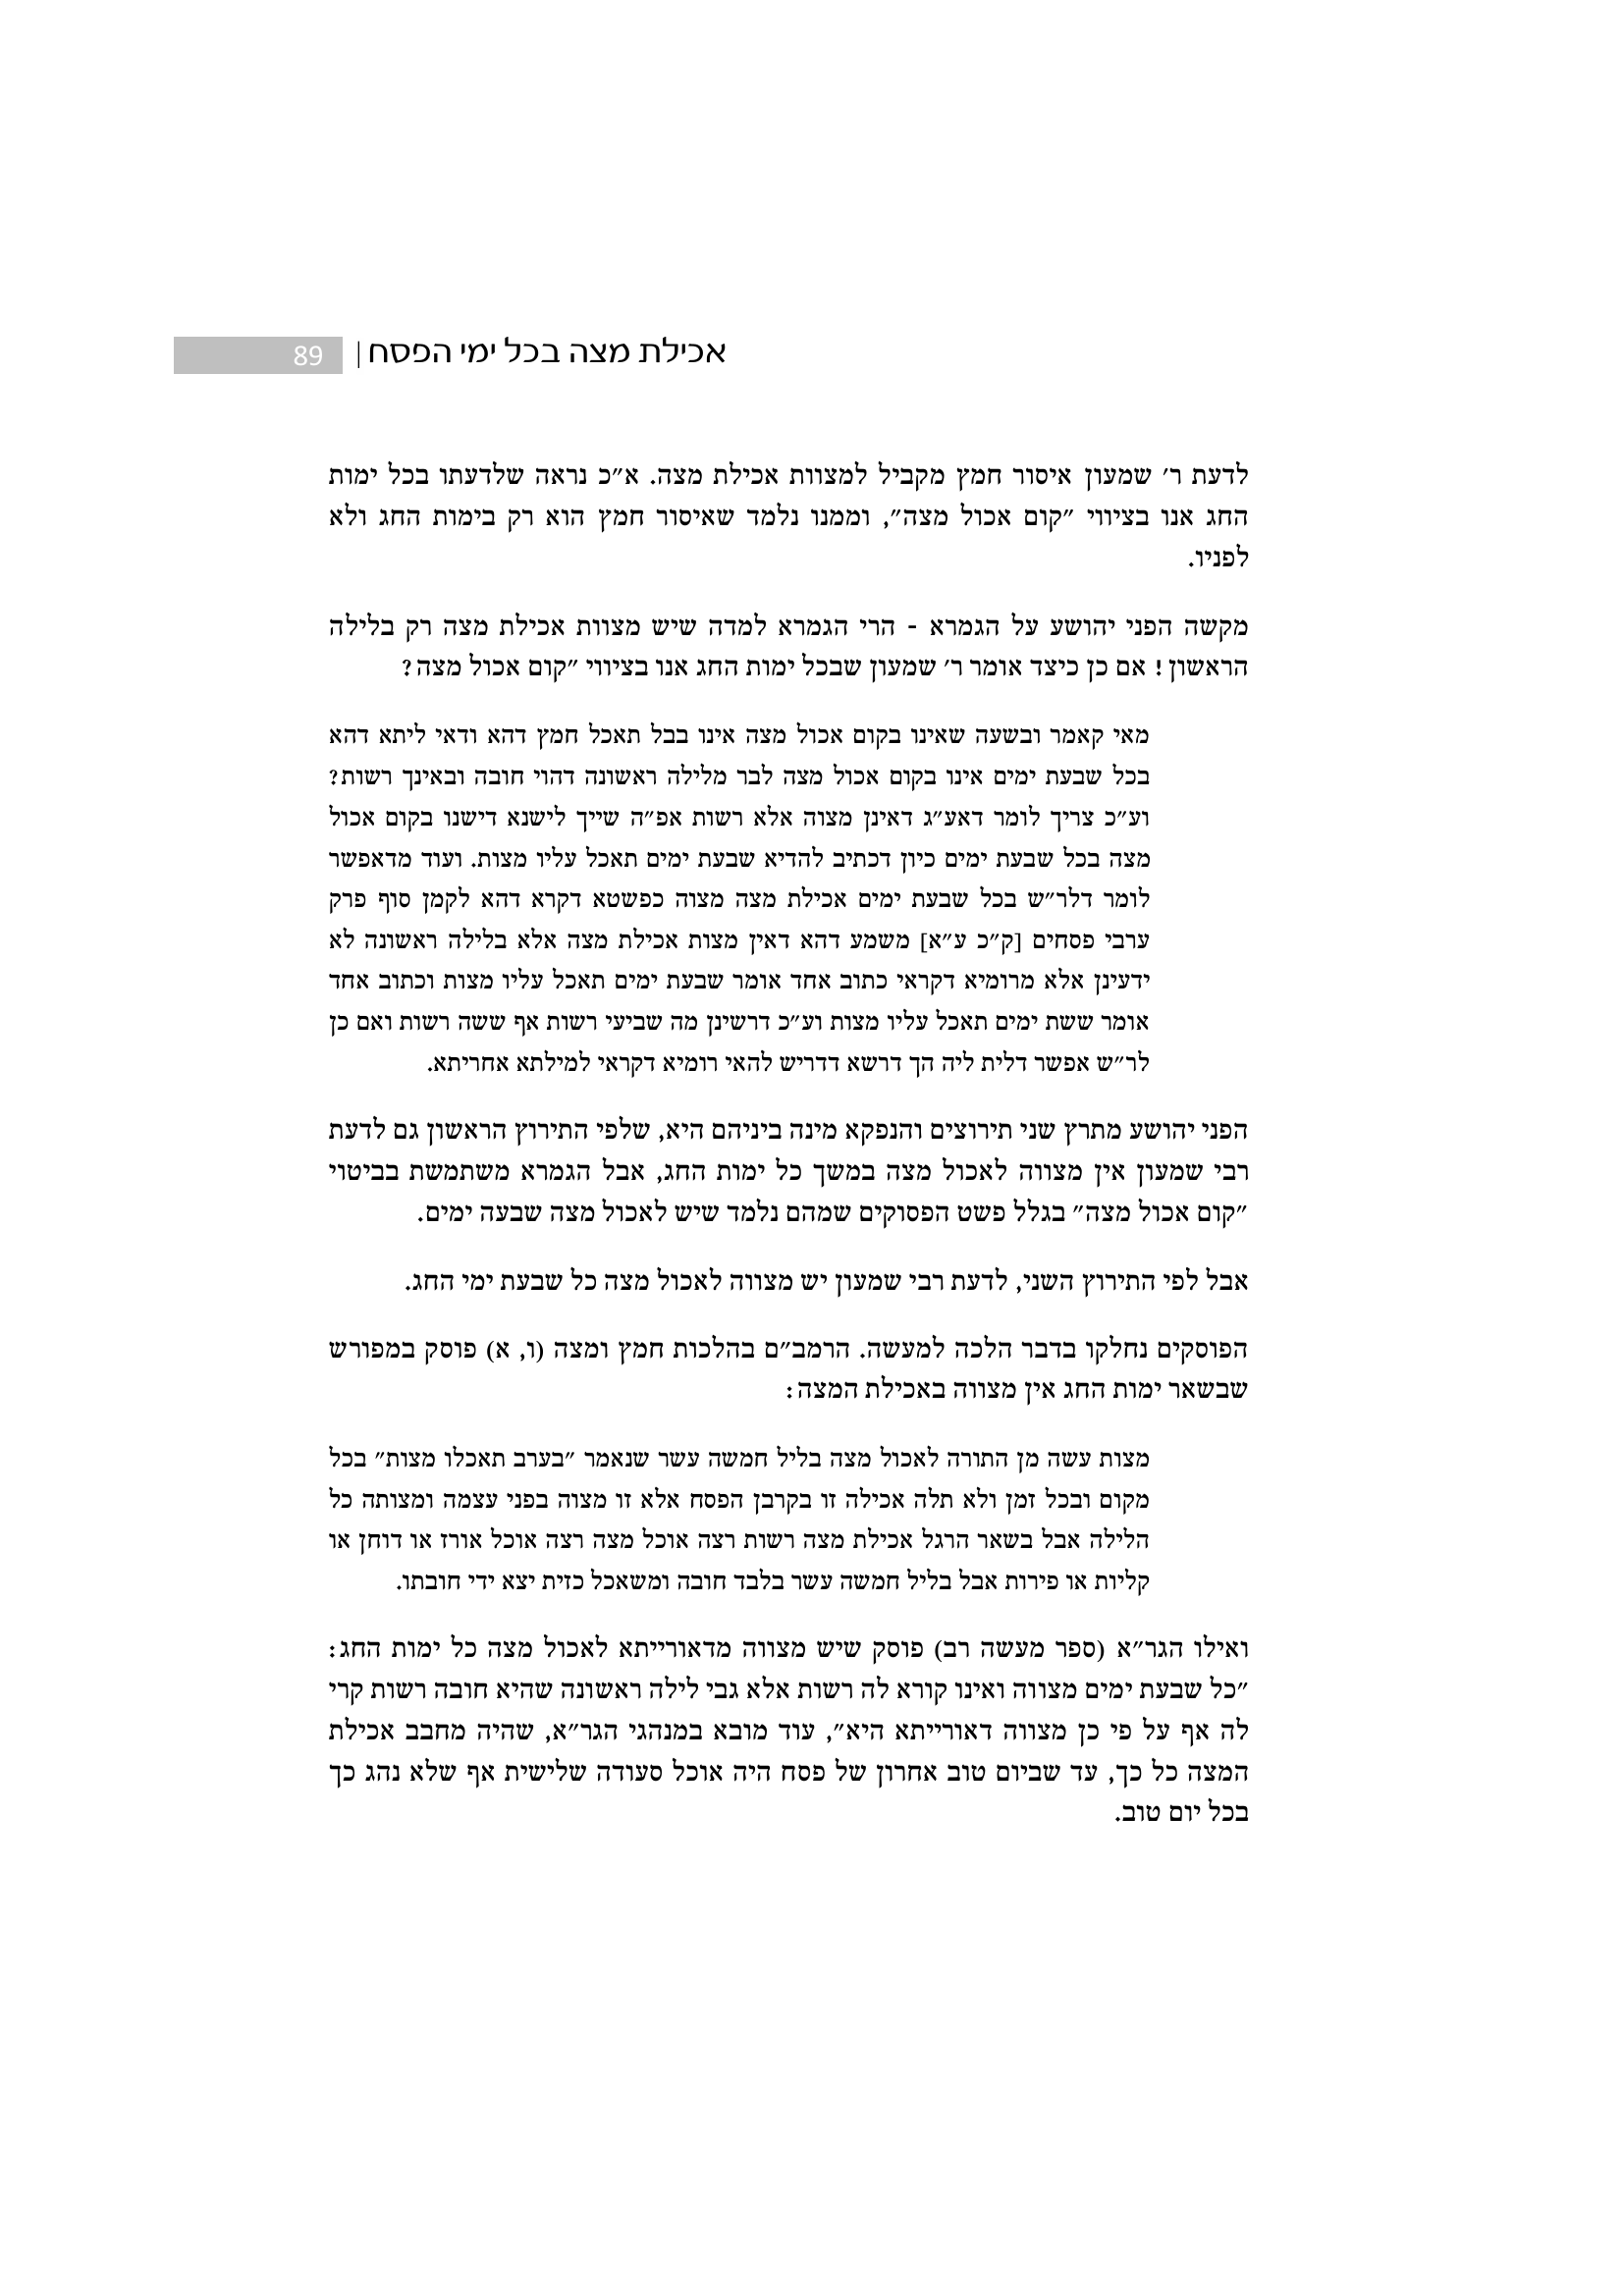 אכילת מצה בכל ימי הפסח | 89
לדעת ר׳ שמעון איסור חמץ מקביל למצוות אכילת מצה. א״כ נראה שלדעתו בכל ימות
החג אנו בציווי ״קום אכול מצה״, וממנו נלמד שאיסור חמץ הוא רק בימות החג ולא
לפניו.
מקשה הפני יהושע על הגמרא - הרי הגמרא למדה שיש מצוות אכילת מצה רק בלילה
הראשון! אם כן כיצד אומר ר׳ שמעון שבכל ימות החג אנו בציווי ״קום אכול מצה?
מאי קאמר ובשעה שאינו בקום אכול מצה אינו בבל תאכל חמץ דהא ודאי ליתא דהא
בכל שבעת ימים אינו בקום אכול מצה לבר מלילה ראשונה דהוי חובה ובאינך רשות?
וע״כ צריך לומר דאע״ג דאינן מצוה אלא רשות אפ״ה שייך לישנא דישנו בקום אכול
מצה בכל שבעת ימים כיון דכתיב להדיא שבעת ימים תאכל עליו מצות. ועוד מדאפשר
לומר דלר״ש בכל שבעת ימים אכילת מצה מצוה כפשטא דקרא דהא לקמן סוף פרק
ערבי פסחים [ק״כ ע״א] משמע דהא דאין מצות אכילת מצה אלא בלילה ראשונה לא
ידעינן אלא מרומיא דקראי כתוב אחד אומר שבעת ימים תאכל עליו מצות וכתוב אחד
אומר ששת ימים תאכל עליו מצות וע״כ דרשינן מה שביעי רשות אף ששה רשות ואם כן
לר״ש אפשר דלית ליה הך דרשא דדריש להאי רומיא דקראי למילתא אחריתא.
הפני יהושע מתרץ שני תירוצים והנפקא מינה ביניהם היא, שלפי התירוץ הראשון גם לדעת
רבי שמעון אין מצווה לאכול מצה במשך כל ימות החג, אבל הגמרא משתמשת בביטוי
״קום אכול מצה״ בגלל פשט הפסוקים שמהם נלמד שיש לאכול מצה שבעה ימים.
אבל לפי התירוץ השני, לדעת רבי שמעון יש מצווה לאכול מצה כל שבעת ימי החג.
הפוסקים נחלקו בדבר הלכה למעשה. הרמב״ם בהלכות חמץ ומצה (ו, א) פוסק במפורש
שבשאר ימות החג אין מצווה באכילת המצה:
מצות עשה מן התורה לאכול מצה בליל חמשה עשר שנאמר ״בערב תאכלו מצות״ בכל
מקום ובכל זמן ולא תלה אכילה זו בקרבן הפסח אלא זו מצוה בפני עצמה ומצותה כל
הלילה אבל בשאר הרגל אכילת מצה רשות רצה אוכל מצה רצה אוכל אורז או דוחן או
קליות או פירות אבל בליל חמשה עשר בלבד חובה ומשאכל כזית יצא ידי חובתו.
ואילו הגר״א (ספר מעשה רב) פוסק שיש מצווה מדאורייתא לאכול מצה כל ימות החג:
״כל שבעת ימים מצווה ואינו קורא לה רשות אלא גבי לילה ראשונה שהיא חובה רשות קרי
לה אף על פי כן מצווה דאורייתא היא״, עוד מובא במנהגי הגר״א, שהיה מחבב אכילת
המצה כל כך, עד שביום טוב אחרון של פסח היה אוכל סעודה שלישית אף שלא נהג כך
בכל יום טוב.